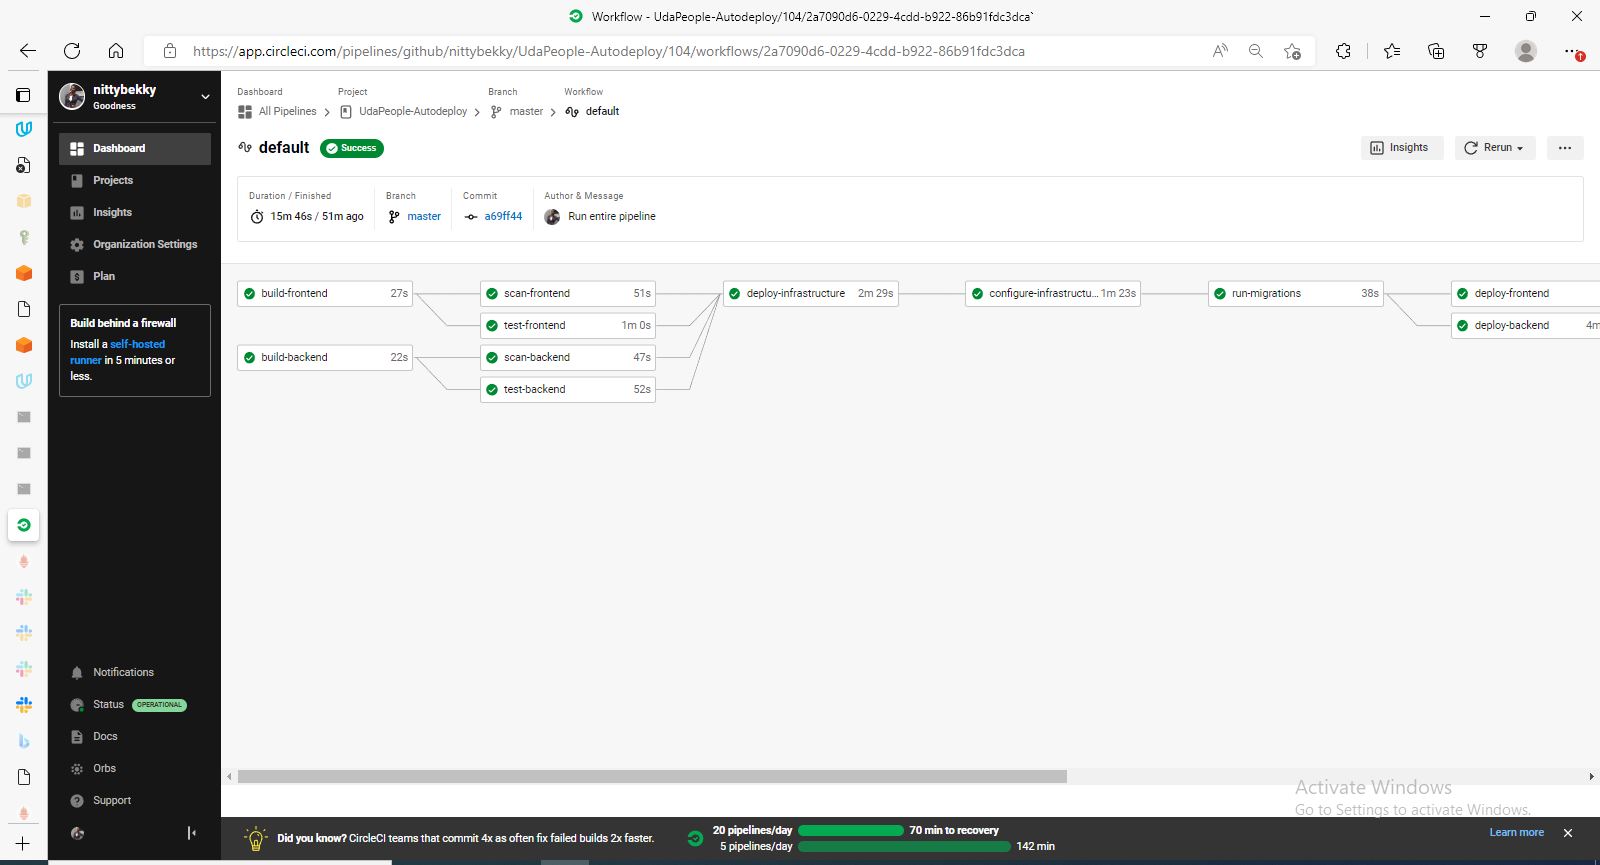 Workflow - UdaPeople-Autodeploy/104/2a7090d6-0229-4cdd-b922-86b91fdc3dca`
https://app.circleci.com/pipelines/github/nittybekky/UdaPeople-Autodeploy/104/workflows/2a7090d6-0229-4cdd-b922-86b91fdc3dca
nittybekky
Goodness
Dashboard
Projects
Insights
Organization Settings
Plan
Build behind a firewall
Install a self-hosted
runner in 5 minutes or
less.
Notifications
Status OPERATIONAL
Docs
Orbs
Support
Dashboard Project Branch Workflow
All Pipelines UdaPeople-Autodeploy master default
default Success
Insights Rerun
Duration / Finished Branch Commit Author & Message
15m 46s / 51m ago master a69ff44 Run entire pipeline
build-frontend 27s scan-frontend 51s deploy-infrastructure 2m 29s configure-infrastructu... 1m 23s run-migrations 38s deploy-frontend
test-frontend 1m 0s deploy-backend 4m
build-backend 22s scan-backend 47s
test-backend 52s
Activate Windows
Go to Settings to activate Windows.
Did you know? CircleCI teams that commit 4x as often fix failed builds 2x faster.
20 pipelines/day 70 min to recovery
5 pipelines/day 142 min
Learn more